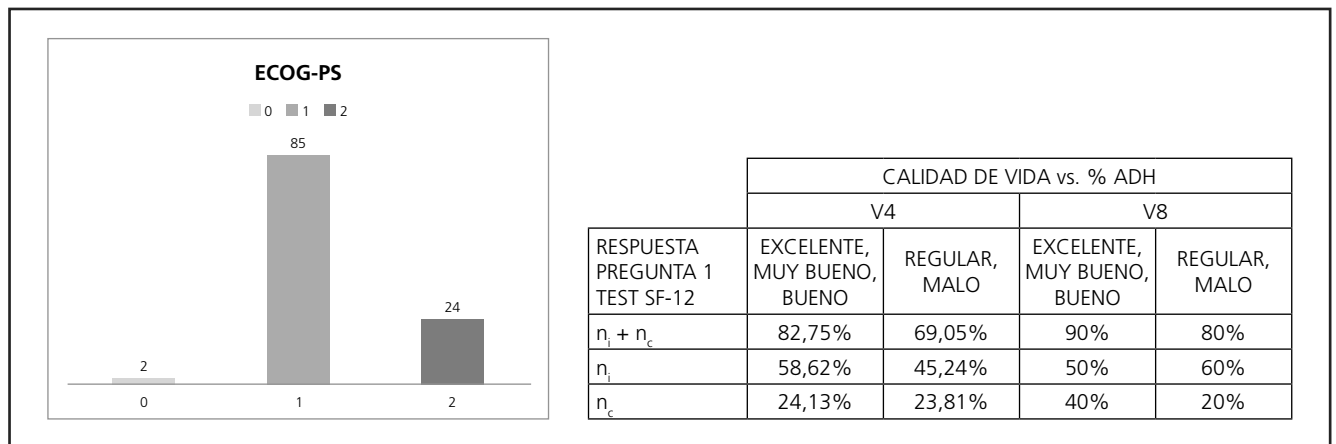 ECOG-PS
0 1 2
85
24
2
0 1 2
CALIDAD DE VIDA vs. % ADH
V4 V8
RESPUESTA PREGUNTA 1 TEST SF-12 EXCELENTE, MUY BUENO, BUENO REGULAR, MALO EXCELENTE, MUY BUENO, BUENO REGULAR, MALO
ni + nc 82,75% 69,05% 90% 80%
ni 58,62% 45,24% 50% 60%
nc 24,13% 23,81% 40% 20%